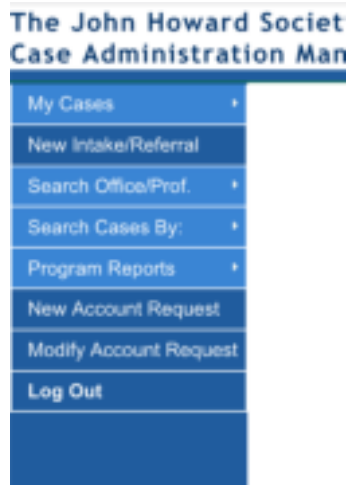 The John Howard Societ
Case Administration Man
My Cases
New Intake/Referral
Search Office/Prof.
Search Cases By:
Program Reports
New Account Request
Modify Account Request
Log Out